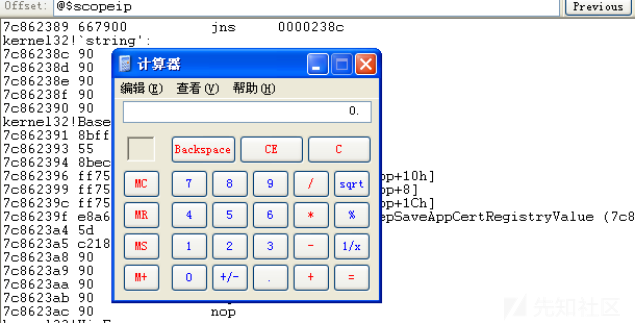 Offset: @$scopeip Previous
7c862389 667900 jns 0000238c
kernel32!`string':
7c86238c 90
7c86238d 90
7c86238e 90
7c86238f 90
7c862390 90
kernel32!Base
7c862391 8bff
7c862393 55
7c862394 8bec
7c862396 ff75 p+10h]
7c862399 ff75 p+8]
7c86239c ff75 p+1Ch]
7c86239f e8a6 epSaveAppCertRegistryValue (7c8
7c8623a4 5d
7c8623a5 c218
7c8623a8 90
7c8623a9 90
7c8623aa 90
7c8623ab 90
7c8623ac 90 nop
计算器
编辑(E) 查看(V) 帮助(H)
0.
Backspace CE C
MC 7 8 9 / sqrt
MR 4 5 6 * %
MS 1 2 3 - 1/x
M+ 0 +/- . + =
先知社区